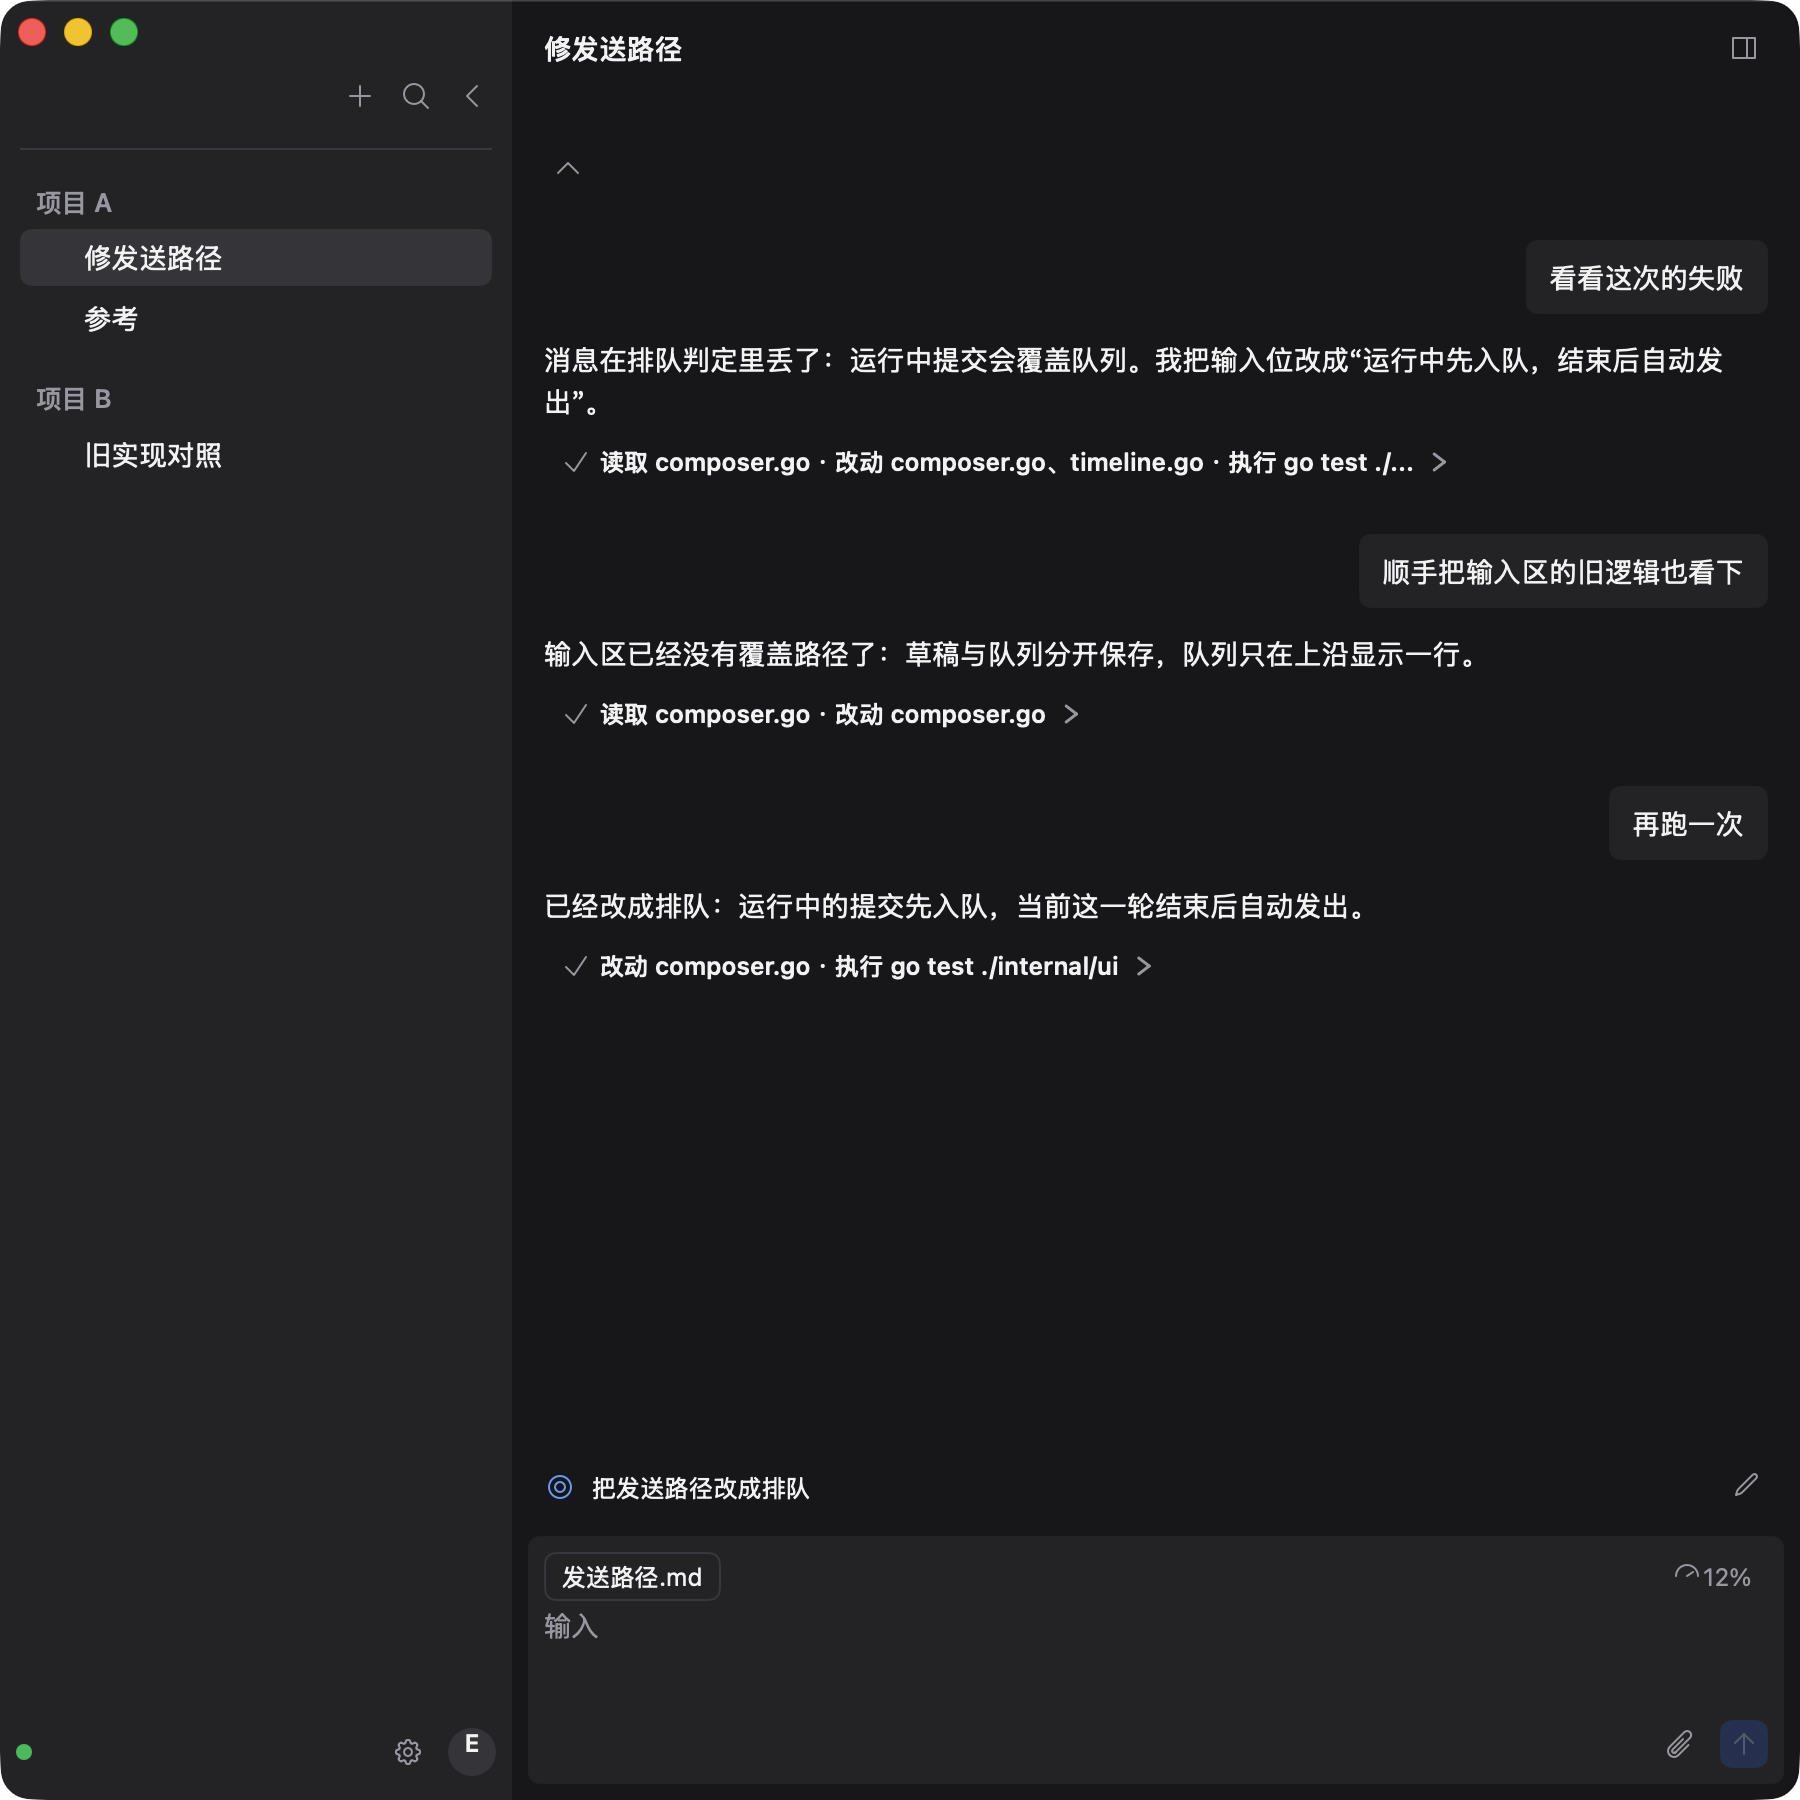 修发送路径
项目 A
修发送路径
参考
项目 B
旧实现对照
看看这次的失败
消息在排队判定里丢了：运行中提交会覆盖队列。我把输入位改成“运行中先入队，结束后自动发
出”。
读取 composer.go · 改动 composer.go、timeline.go · 执行 go test ./...
顺手把输入区的旧逻辑也看下
输入区已经没有覆盖路径了：草稿与队列分开保存，队列只在上沿显示一行。
读取 composer.go · 改动 composer.go
再跑一次
已经改成排队：运行中的提交先入队，当前这一轮结束后自动发出。
改动 composer.go · 执行 go test ./internal/ui
把发送路径改成排队
发送路径.md
12%
输入
E